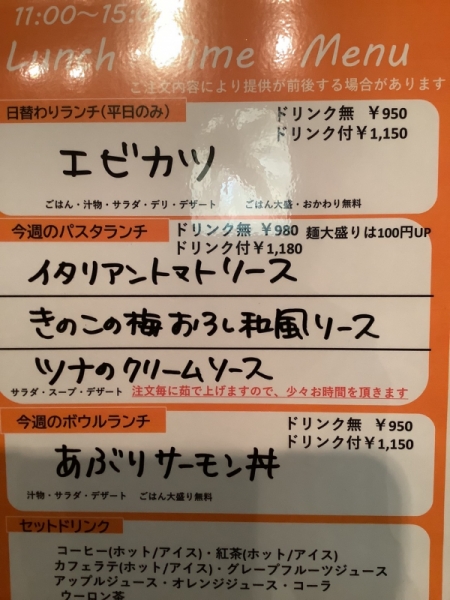 11:00～15:0
Lunch Time Menu
ご注文内容により提供が前後する場合があります
日替わりランチ(平日のみ)
ドリンク無 ￥950
ドリンク付￥1,150
エビカツ
ごはん・汁物・サラダ・デリ・デザート ごはん大盛・おかわり無料
今週のパスタランチ
ドリンク無 ￥980 麺大盛りは100円UP
ドリンク付￥1,180
イタリアントマトソース
きのこの梅おろし和風ソース
ツナのクリームソース
サラダ・スープ・デザート 注文毎に茹で上げますので、少々お時間を頂きます
今週のボウルランチ
ドリンク無 ￥950
ドリンク付￥1,150
あぶりサーモン丼
汁物・サラダ・デザート ごはん大盛り無料
セットドリンク
コーヒー(ホット/アイス)・紅茶(ホット/アイス)
カフェラテ(ホット/アイス)・グレープフルーツジュース
アップルジュース・オレンジジュース・コーラ
ウーロン茶